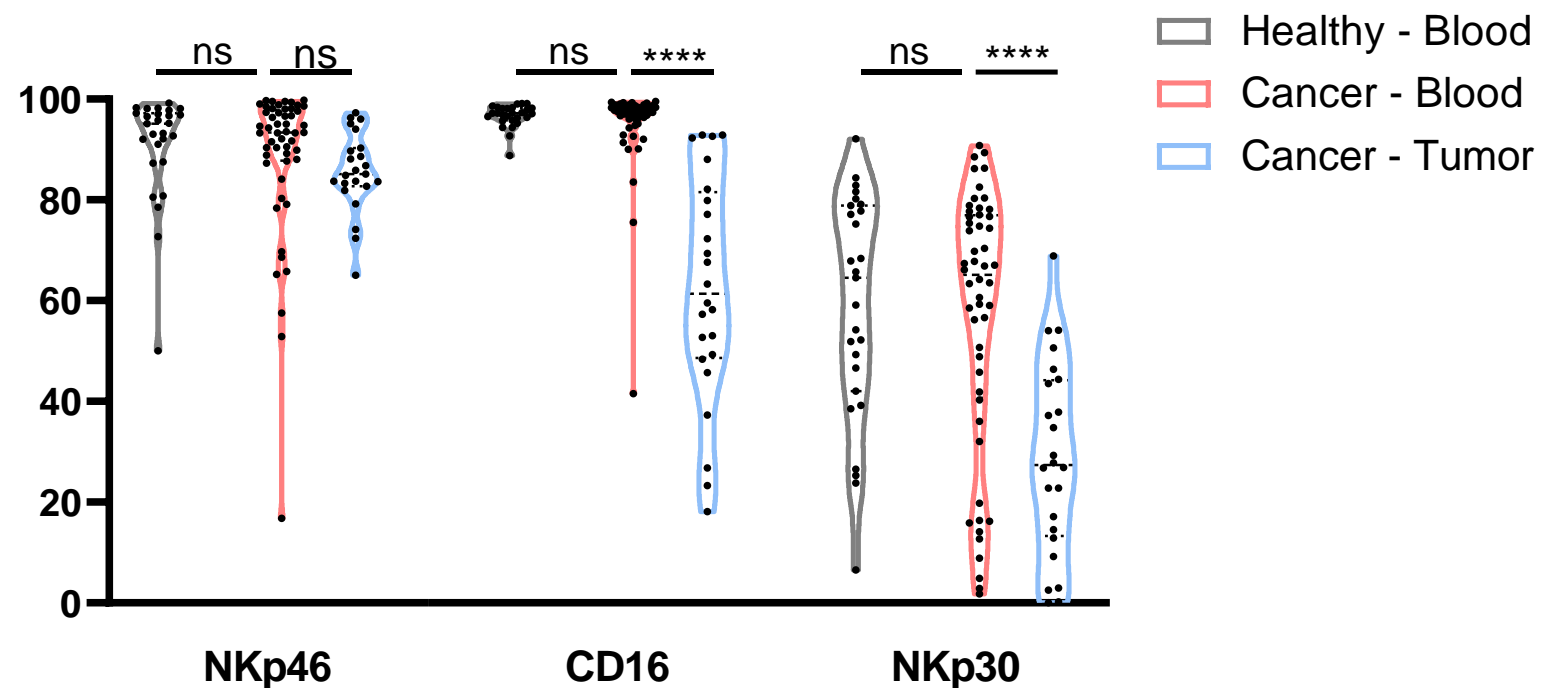 ns ns ns **** ns ****
Healthy - Blood
Cancer - Blood
Cancer - Tumor
100
80
60
40
20
0
NKp46 CD16 NKp30